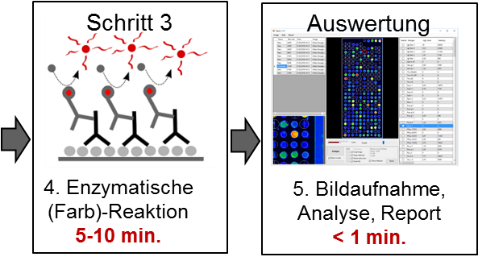 Schritt 3
4. Enzymatische
(Farb)-Reaktion
5-10 min.
Auswertung
5. Bildaufnahme,
Analyse, Report
< 1 min.